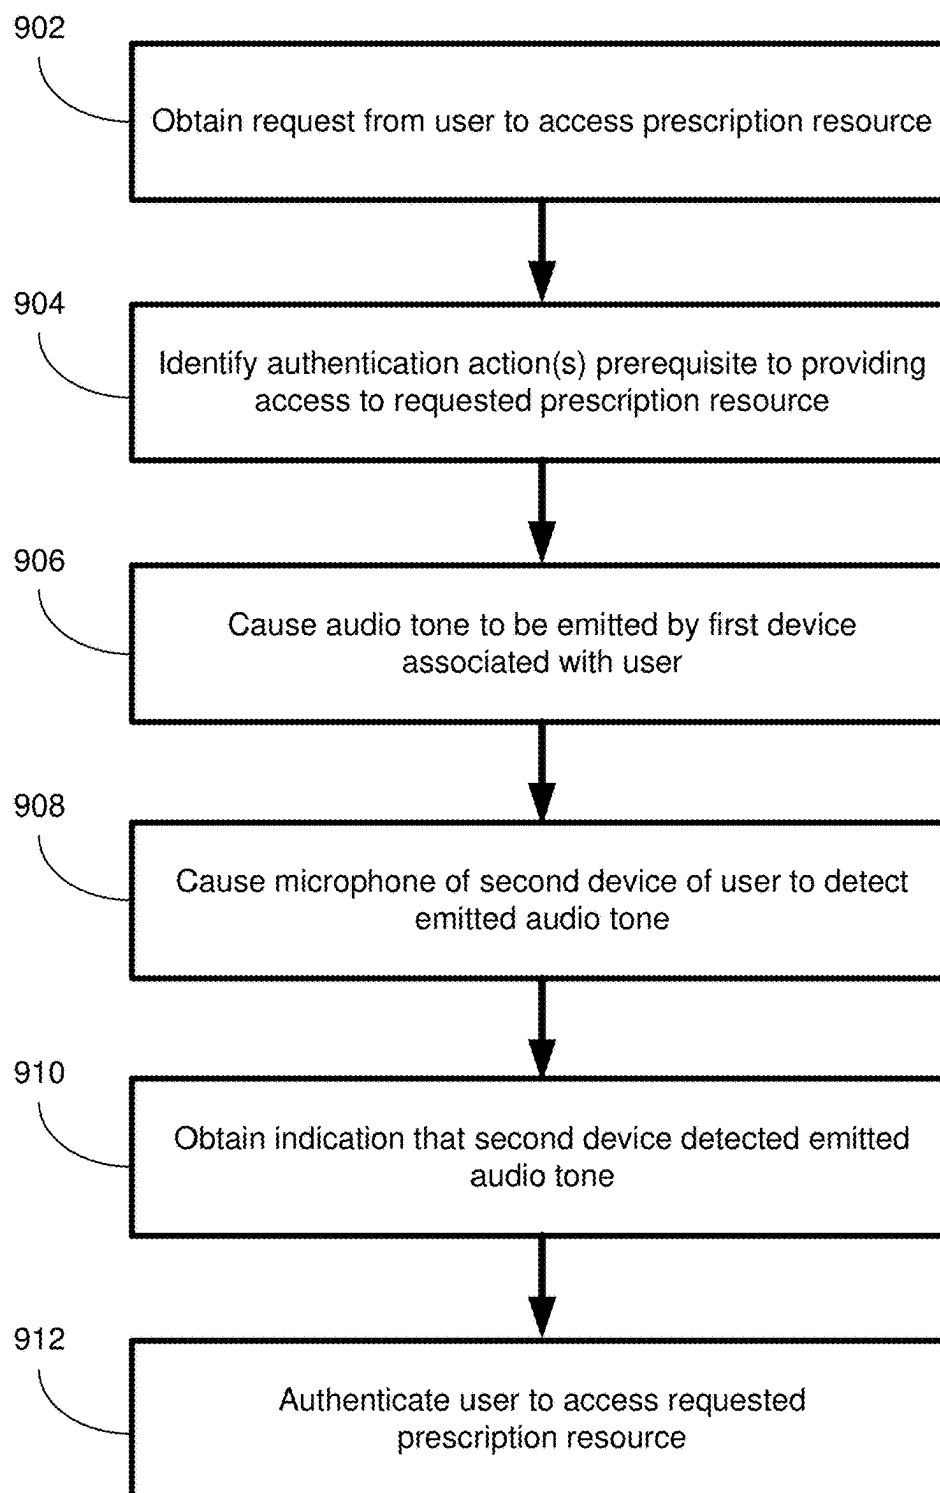 902
Obtain request from user to access prescription resource
904
Identify authentication action(s) prerequisite to providing
access to requested prescription resource
906
Cause audio tone to be emitted by first device
associated with user
908
Cause microphone of second device of user to detect
emitted audio tone
910
Obtain indication that second device detected emitted
audio tone
912
Authenticate user to access requested
prescription resource